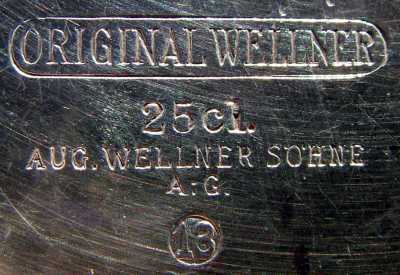 ORIGINAL WELLNER
25cl.
AUG. WELLNER SÖHNE
A.G.
13